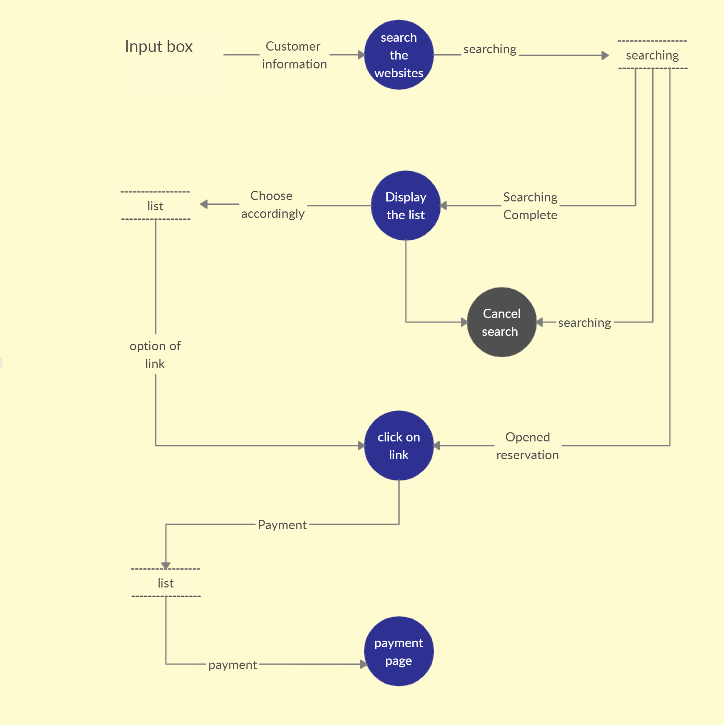 Input box
Customer
information
search
the
websites
searching
searching
list
Choose
accordingly
Display
the list
Searching
Complete
Cancel
search
searching
option of
link
click on
link
Opened
reservation
Payment
list
payment
payment
page